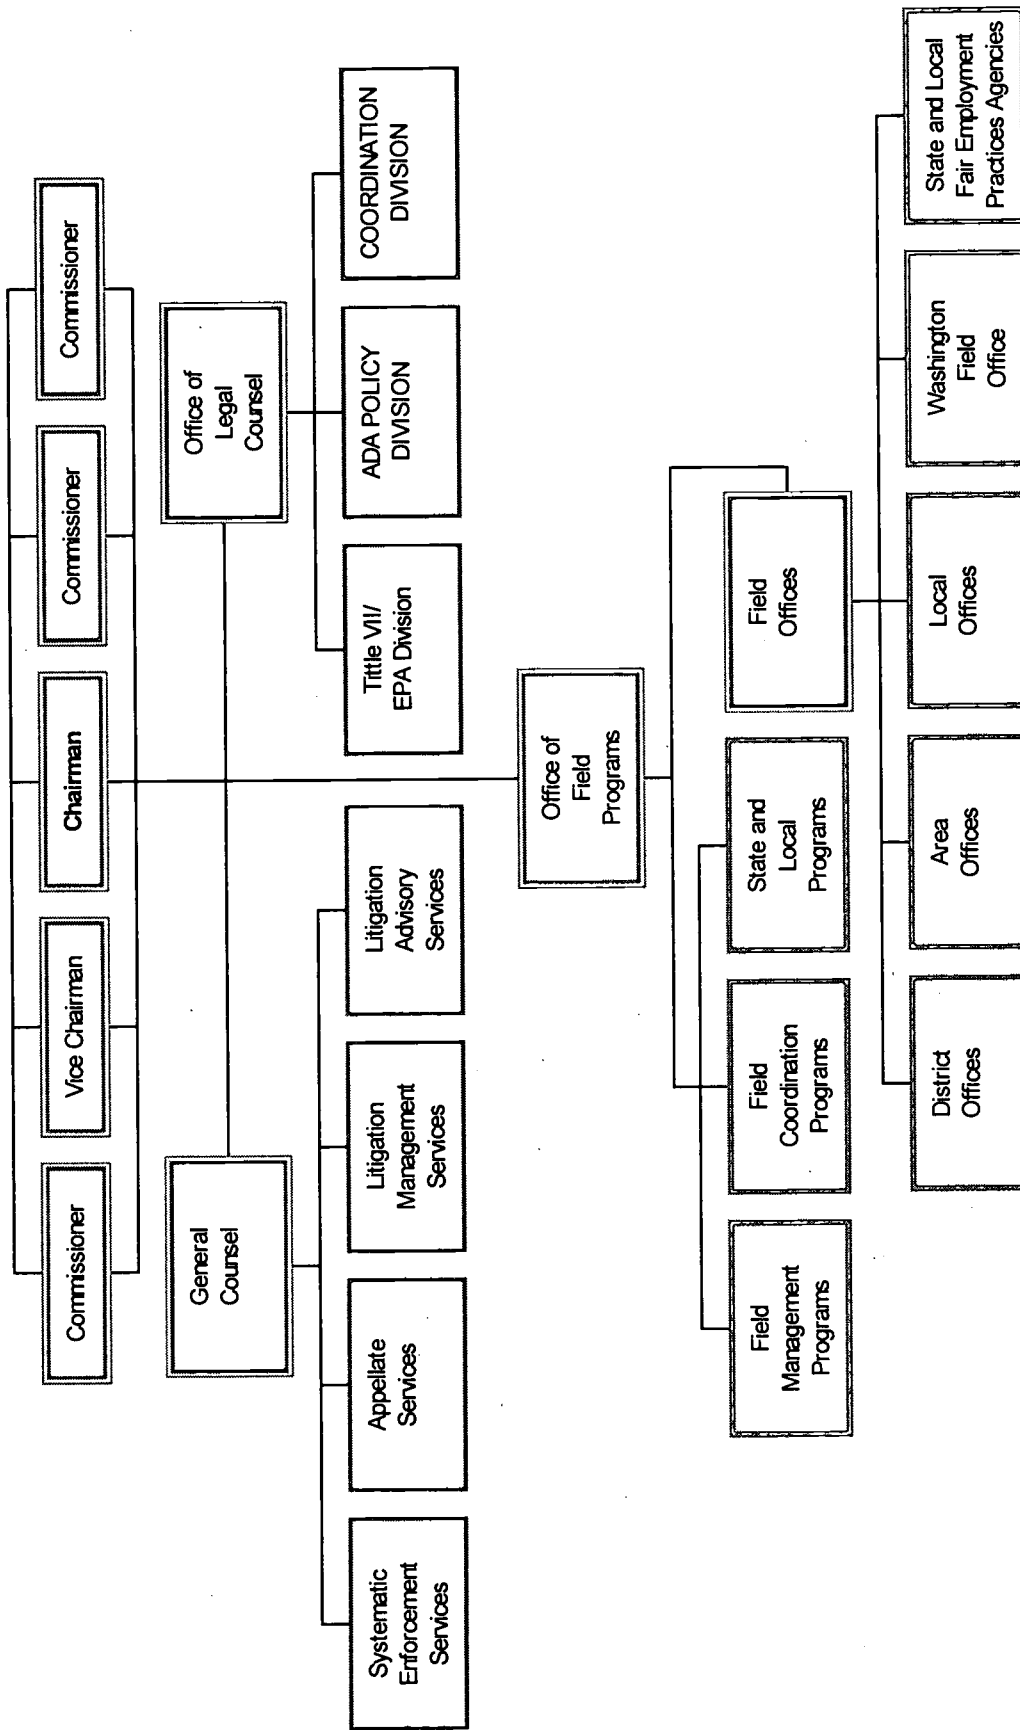 Commissioner
Vice Chairman
Chairman
Commissioner
Commissioner
General
Counsel
Office of
Legal
Counsel
Systematic
Enforcement
Services
Appellate
Services
Litigation
Management
Services
Litigation
Advisory
Services
Tittle VII/
EPA Division
ADA POLICY
DIVISION
COORDINATION
DIVISION
Office of
Field
Programs
Field
Management
Programs
Field
Coordination
Programs
State and
Local
Programs
Field
Offices
District
Offices
Area
Offices
Local
Offices
Washington
Field
Office
State and Local
Fair Employment
Practices Agencies